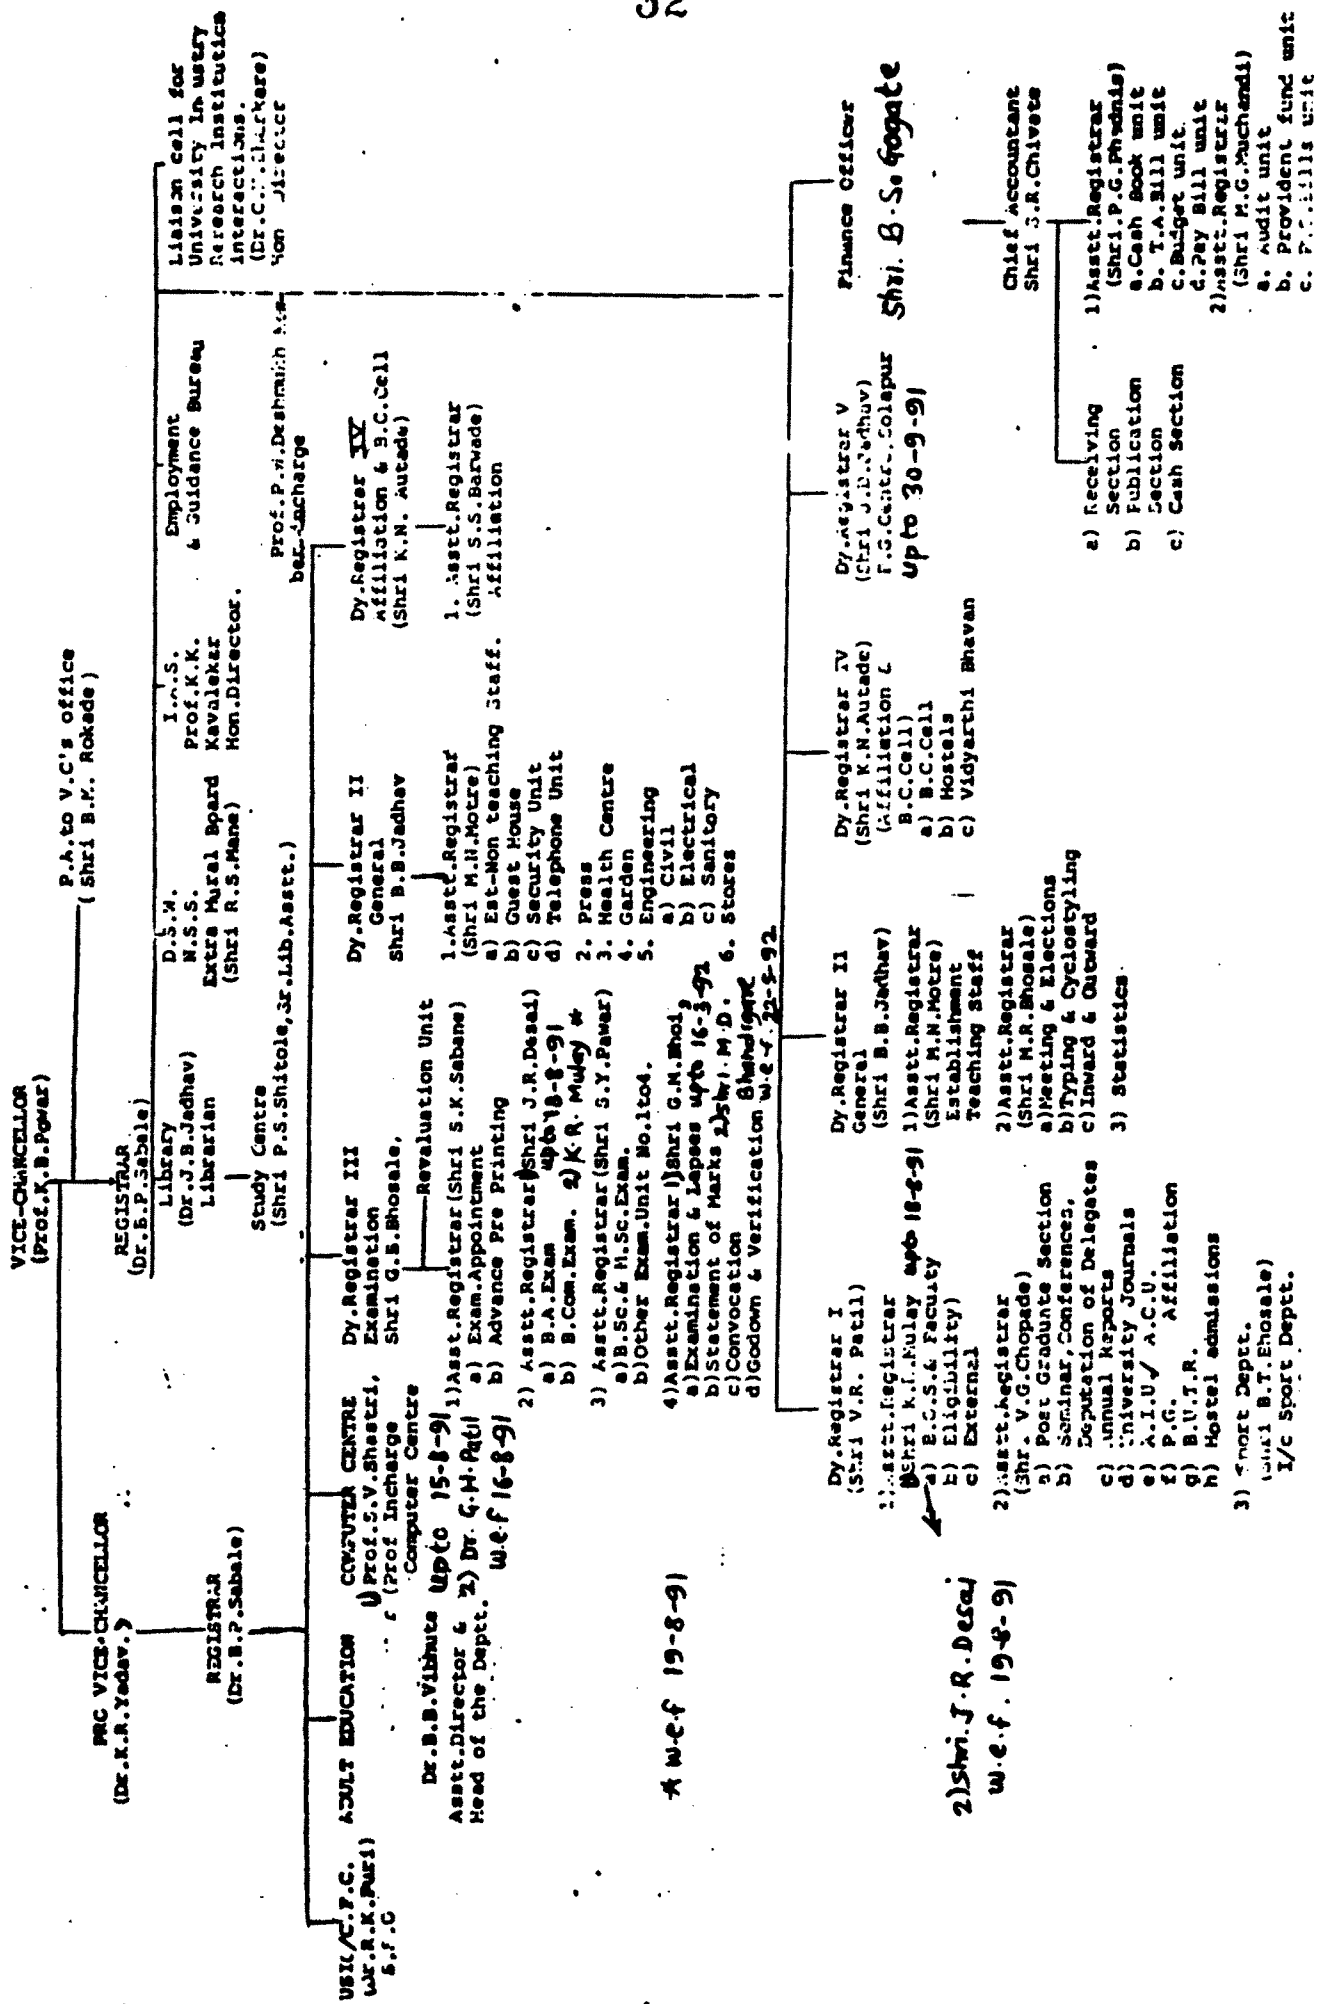 VICE-CHANCELLOR
(Prof.K.B.Powar)
P.A.to V.C's office
(Shri B.K. Rokade)
PRO VICE-CHANCELLOR
(Dr.K.R.Yadav.)
REGISTRAR
(Dr.B.P.Sabale)
REGISTRAR
(Dr.B.P.Sabale)
Library
(Dr.J.B.Jadhav)
Librarian
Study Centre
(Shri P.S.Shitole,Jr.Lib.Asstt.)
D.S.W.
N.S.S.
Extra Mural Board
(Shri R.S.Mane)
I.A.S.
Prof.K.K.
Kavalekar
Hon.Director.
Employment
& Guidance Bureau
Prof.P.W.Deshmukh Mem-
ber-incharge
Liaison cell for
University Industry
Research Institution
interactions.
Hon Director
USIC/C.F.C.
R.K.Puri)
ADULT EDUCATION
Dr.B.B.Vibhute
Asstt.Director &
Head of the Deptt.
COMPUTER CENTRE
1) Prof.S.V.Shastri,
(Prof Incharge
Computer Centre
upto 15-8-91
2) Dr. G.H.Patil
w.e.f 16-8-91
Dy.Registrar III
Examination
Shri G.B.Bhosale,
Revaluation Unit
1)Asst.Registrar(Shri S.K.Sabane)
a) Exam.Appointment
b) Advance Pre Printing
2) Asstt.Registrar 1)Shri J.R.Desai)
a) B.A.Exam upto 18-8-91
b) B.Com.Exam. 2) K.R. Mulay *
3) Asstt.Registrar(Shri S.Y.Pawar)
a)B.Sc.& M.Sc.Exam.
b)Other Exam.Unit No.1to4.
4)Asstt.Registrar 1)Shri G.N.Bhoi,
a)Examination & Lapses upto 16-3-92
b)Statement of Marks 2)Shri. M.D.
c)Convocation Bhandigare
d)Godown & Verification w.e.f. 22-5-92
* w.e.f 19-8-91
Dy.Registrar II
General
Shri B.B.Jadhav
1.Asstt.Registrar
(Shri M.N.Motre)
a) Est-Non teaching Staff.
b) Guest House
c) Security Unit
d) Telephone Unit
2. Press
3. Health Centre
4. Garden
5. Engineering
a) Civil
b) Electrical
c) Sanitory
6. Stores
Dy.Registrar IV
Affiliation & B.C.Cell
(Shri K.N. Autade)
1. Asstt.Registrar
(Shri S.S.Barwade)
Affiliation
Dy.Registrar I
(Shri V.R. Patil)
1)Asstt.Registrar
1)Shri K.R.Mulay upto 18-8-91
a) B.O.S.& Faculty
b) Eligibility)
c) External
2)Shri. J.R. Desai
w.e.f. 19-8-91
2)Asstt.Registrar
(Shri V.G.Chopade)
a) Post Graduate Section
b) Seminar,Conferences,
Deputation of Delegates
c) Annual Reports
d) University Journals
e) A.I.U./ A.C.U.
f) P.G. Affiliation
g) B.U.T.R.
h) Hostel admissions
3) Sport Deptt.
(Shri B.T.Bhosale)
I/c Sport Deptt.
Dy.Registrar II
General
(Shri B.B.Jadhav)
1)Asstt.Registrar
(Shri M.N.Motre)
Establishment
Teaching Staff
2)Asstt.Registrar
(Shri M.R.Bhosale)
a)Meeting & Elections
b)Typing & Cyclostyling
c)Inward & Outward
3) Statistics.
Dy.Registrar IV
(Shri K.N.Autade)
(Affiliation &
B.C.Cell)
a) B.C.Cell
b) Hostels
c) Vidyarthi Bhavan
Dy.Registrar V
(Shri J.D.Jadhav)
P.G.Centre.Solapur
upto 30-9-91
Finance Officer
Shri. B.S. Gogate
Chief Accountant
Shri S.R.Chivate
a) Receiving
Section
b) Publication
Section
c) Cash Section
1)Asstt.Registrar
(Shri.P.G.Phadnis)
a.Cash Book unit
b. T.A.Bill unit
c.Budget unit
d.Pay Bill unit
2)Asstt.Registrar
(Shri M.G.Muchandi)
a. Audit unit
b. Provident fund unit
c. Bills unit